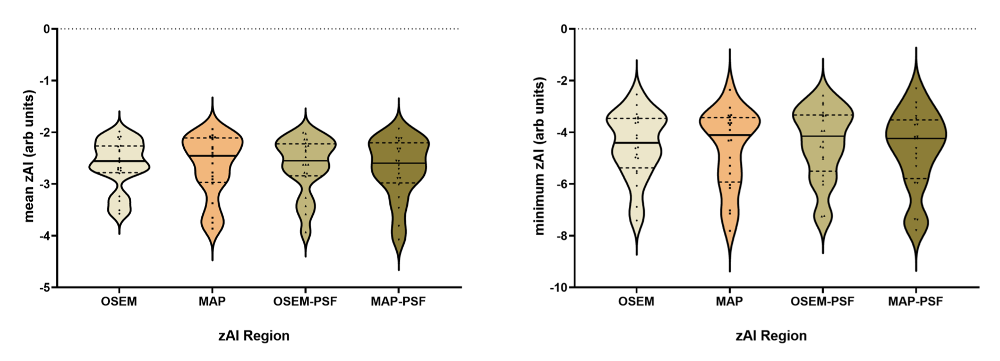 mean zAI (arb units)
0
-1
-2
-3
-4
-5
OSEM
MAP
OSEM-PSF
MAP-PSF
zAI Region
minimum zAI (arb units)
0
-2
-4
-6
-8
-10
OSEM
MAP
OSEM-PSF
MAP-PSF
zAI Region